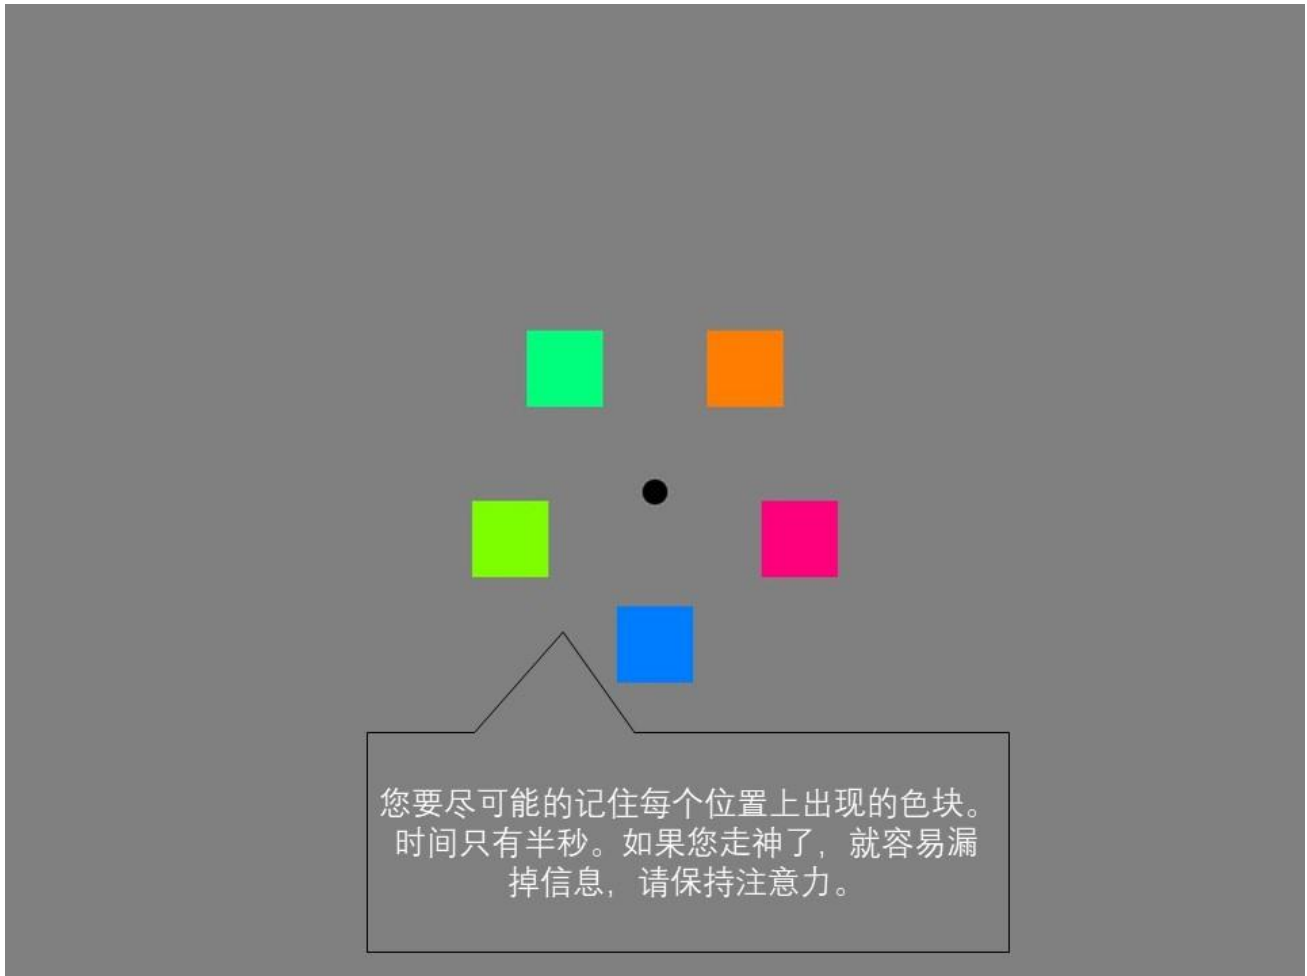 您要尽可能的记住每个位置上出现的色块。
时间只有半秒。如果您走神了，就容易漏
掉信息，请保持注意力。